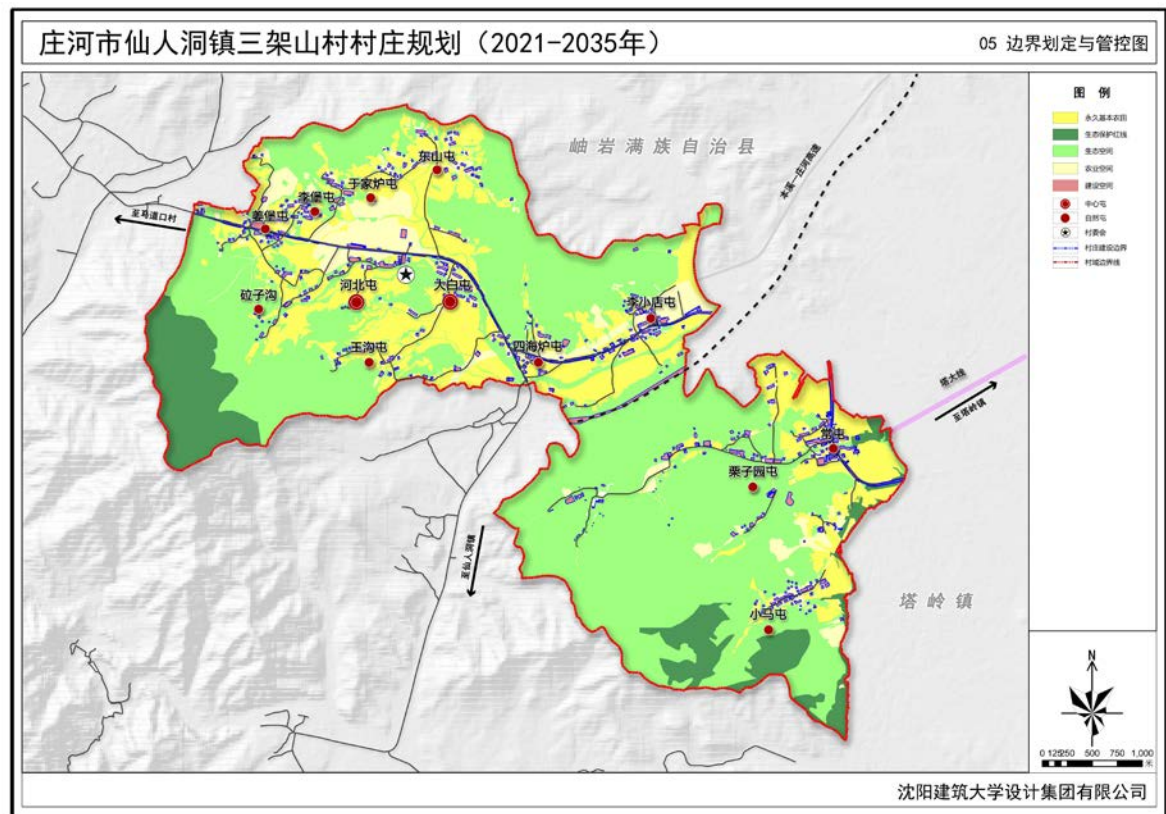 庄河市仙人洞镇三架山村村庄规划（2021-2035年）
05 边界划定与管控图
岫岩满族自治县
本溪—庄河高速
东山屯
于家炉屯
李堡屯
姜堡屯
至马道口村
河北屯
大白屯
砬子沟
李小店屯
王沟屯
四海炉屯
塔大线
至塔岭镇
常屯
栗子园屯
至仙人洞镇
小马屯
塔岭镇
图 例
永久基本农田
生态保护红线
生态空间
农业空间
建设空间
中心屯
自然屯
村委会
村庄建设边界
村域边界线
N
0 125250 500 750 1,000
米
沈阳建筑大学设计集团有限公司